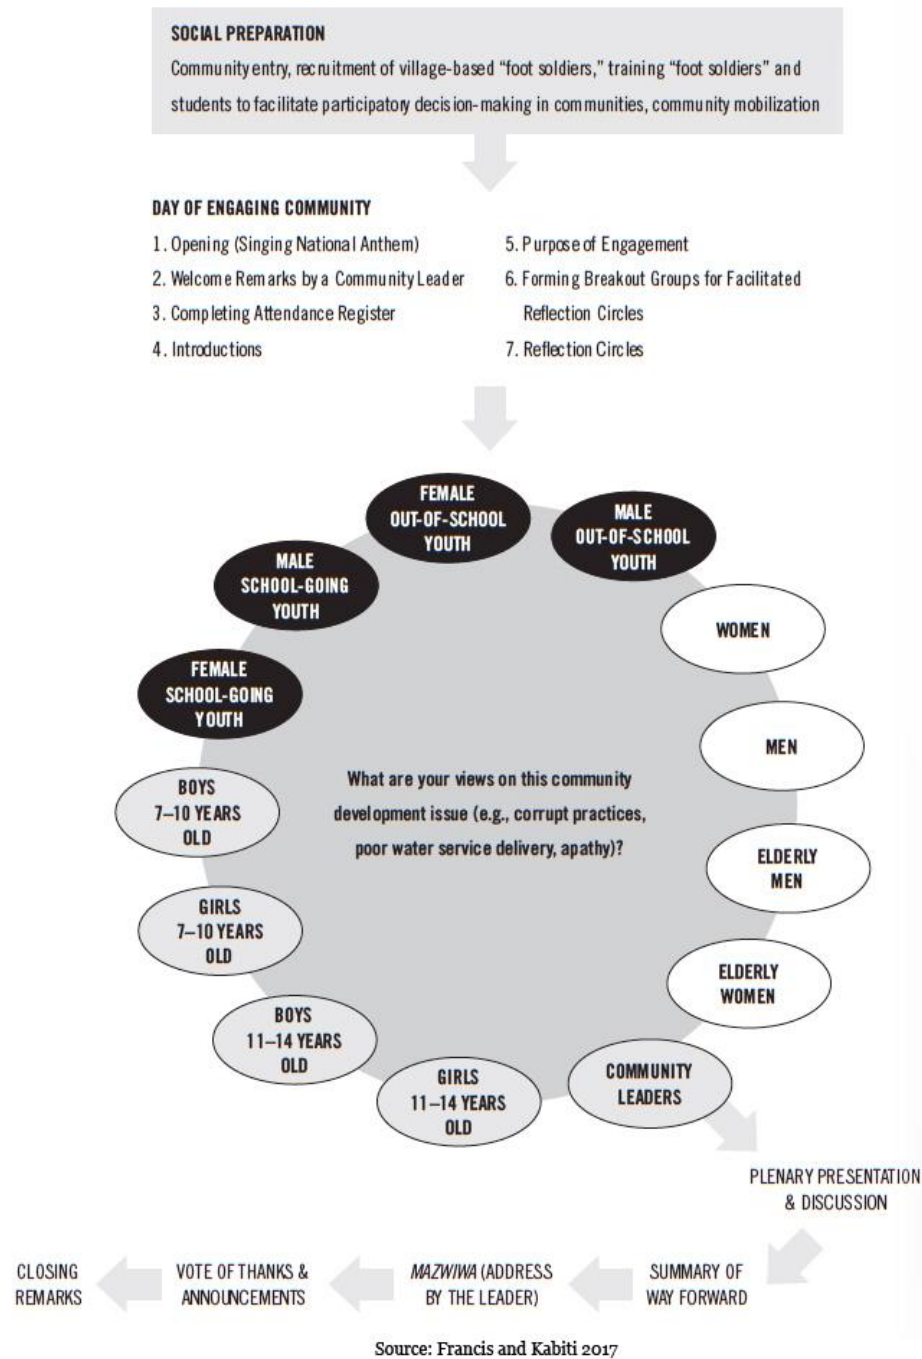 SOCIAL PREPARATION
Community entry, recruitment of village-based “foot soldiers,” training “foot soldiers” and
students to facilitate participatory decision-making in communities, community mobilization
DAY OF ENGAGING COMMUNITY
1. Opening (Singing National Anthem)
2. Welcome Remarks by a Community Leader
3. Completing Attendance Register
4. Introductions
5. Purpose of Engagement
6. Forming Breakout Groups for Facilitated
Reflection Circles
7. Reflection Circles
FEMALE
OUT-OF-SCHOOL
YOUTH
MALE
OUT-OF-SCHOOL
YOUTH
MALE
SCHOOL-GOING
YOUTH
WOMEN
FEMALE
SCHOOL-GOING
YOUTH
MEN
BOYS
7–10 YEARS
OLD
What are your views on this community
development issue (e.g., corrupt practices,
poor water service delivery, apathy)?
ELDERLY
MEN
GIRLS
7–10 YEARS
OLD
ELDERLY
WOMEN
BOYS
11–14 YEARS
OLD
GIRLS
11–14 YEARS
OLD
COMMUNITY
LEADERS
PLENARY PRESENTATION
& DISCUSSION
SUMMARY OF
WAY FORWARD
MAZWIWA (ADDRESS
BY THE LEADER)
VOTE OF THANKS &
ANNOUNCEMENTS
CLOSING
REMARKS
Source: Francis and Kabiti 2017